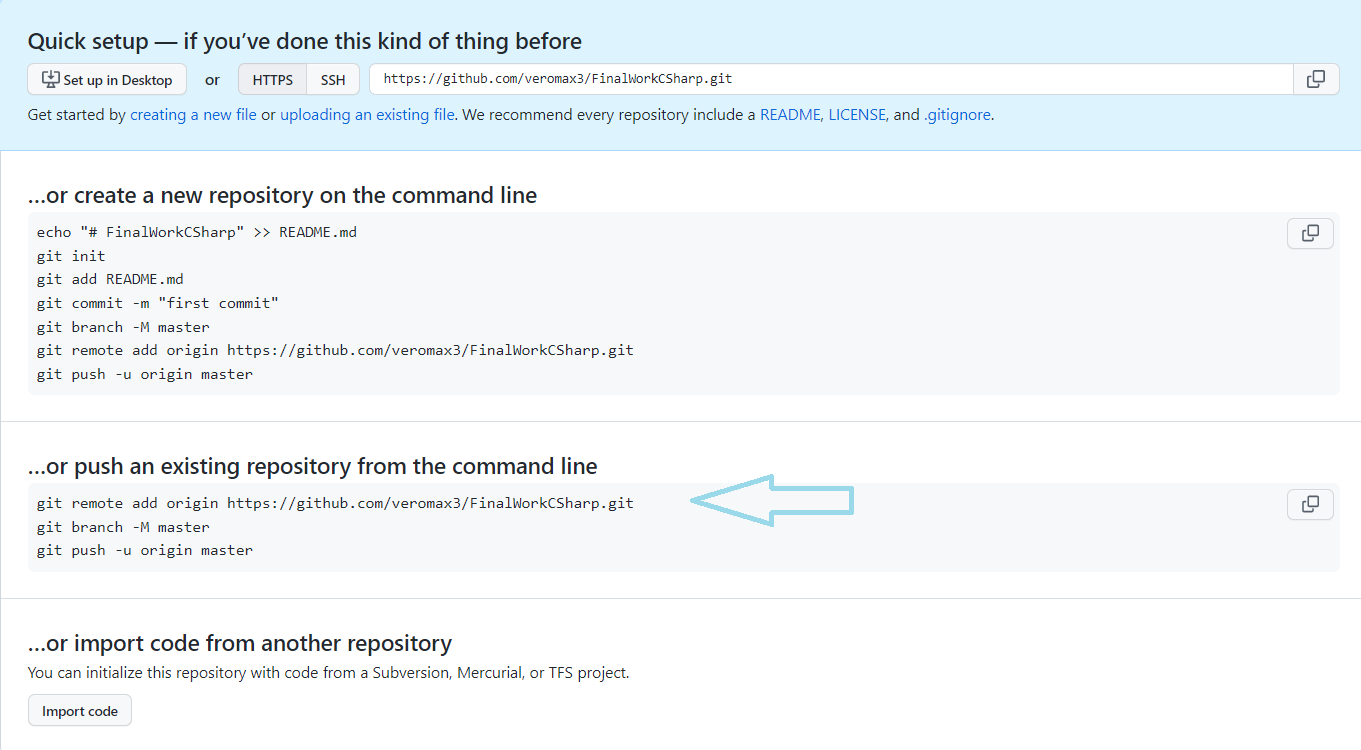 Quick setup — if you’ve done this kind of thing before
Set up in Desktop or HTTPS SSH https://github.com/veromax3/FinalWorkCSharp.git
Get started by creating a new file or uploading an existing file. We recommend every repository include a README, LICENSE, and .gitignore.
…or create a new repository on the command line
echo "# FinalWorkCSharp" >> README.md
git init
git add README.md
git commit -m "first commit"
git branch -M master
git remote add origin https://github.com/veromax3/FinalWorkCSharp.git
git push -u origin master
…or push an existing repository from the command line
git remote add origin https://github.com/veromax3/FinalWorkCSharp.git
git branch -M master
git push -u origin master
…or import code from another repository
You can initialize this repository with code from a Subversion, Mercurial, or TFS project.
Import code